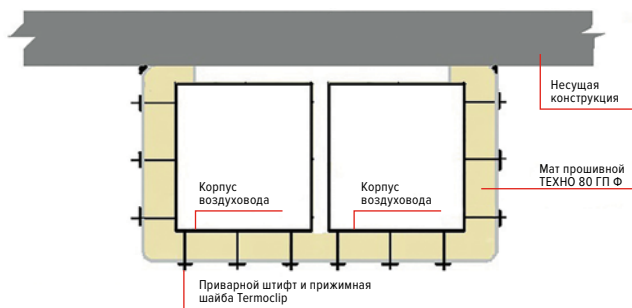 Несущая
конструкция
Мат прошивной
ТЕХНО 80 ГП Ф
Корпус
воздуховода
Корпус
воздуховода
Приварной штифт и прижимная
шайба Termoclip